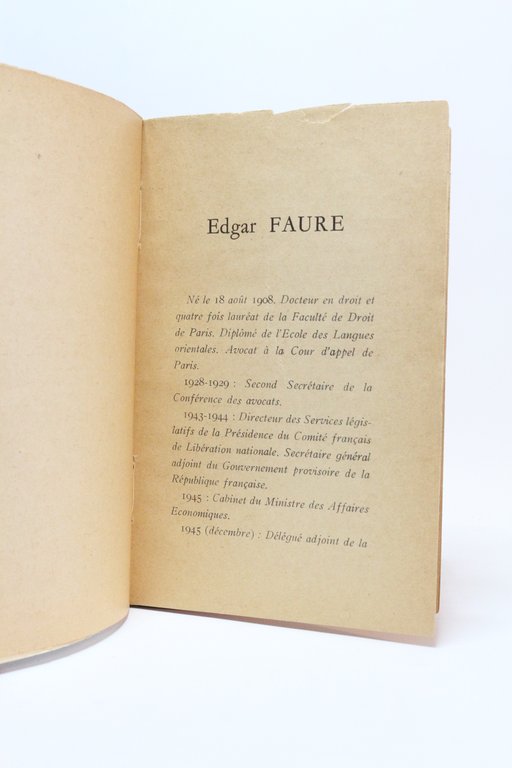 Edgar FAURE
Né le 18 août 1908. Docteur en droit et
quatre fois lauréat de la Faculté de Droit
de Paris. Diplômé de l'Ecole des Langues
orientales. Avocat à la Cour d'appel de
Paris.
1928-1929 : Second Secrétaire de la
Conférence des avocats.
1943-1944 : Directeur des Services légis-
latifs de la Présidence du Comité français
de Libération nationale. Secrétaire général
adjoint du Gouvernement provisoire de la
République française.
1945 : Cabinet du Ministre des Affaires
Economiques.
1945 (décembre) : Délégué adjoint de la